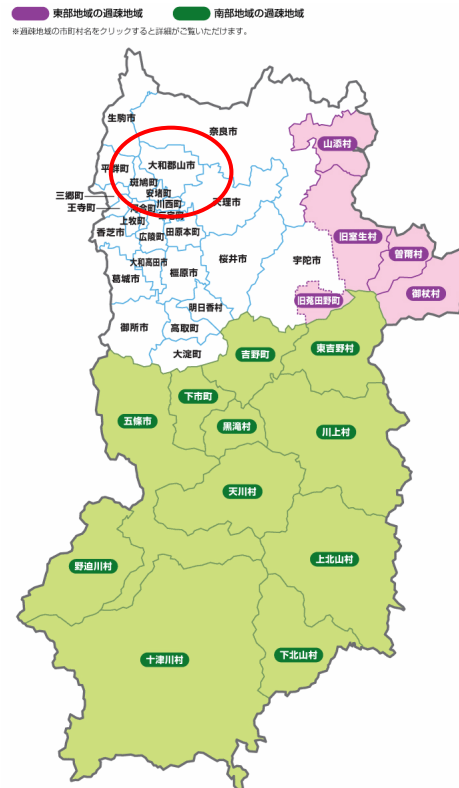 東部地域の過疎地域
南部地域の過疎地域
※過疎地域の市町村名をクリックすると詳細がご覧いただけます。
生駒市
奈良市
山添村
平群町
大和郡山市
斑鳩町
安堵町
三郷町
川西町
天理市
王寺町
上牧町
広陵町
田原本町
香芝市
旧室生村
曽爾村
桜井市
宇陀市
大和高田市
橿原市
葛城市
御杖村
旧菟田野町
明日香村
御所市
高取町
大淀町
吉野町
東吉野村
下市町
五條市
黒滝村
川上村
天川村
上北山村
野迫川村
下北山村
十津川村